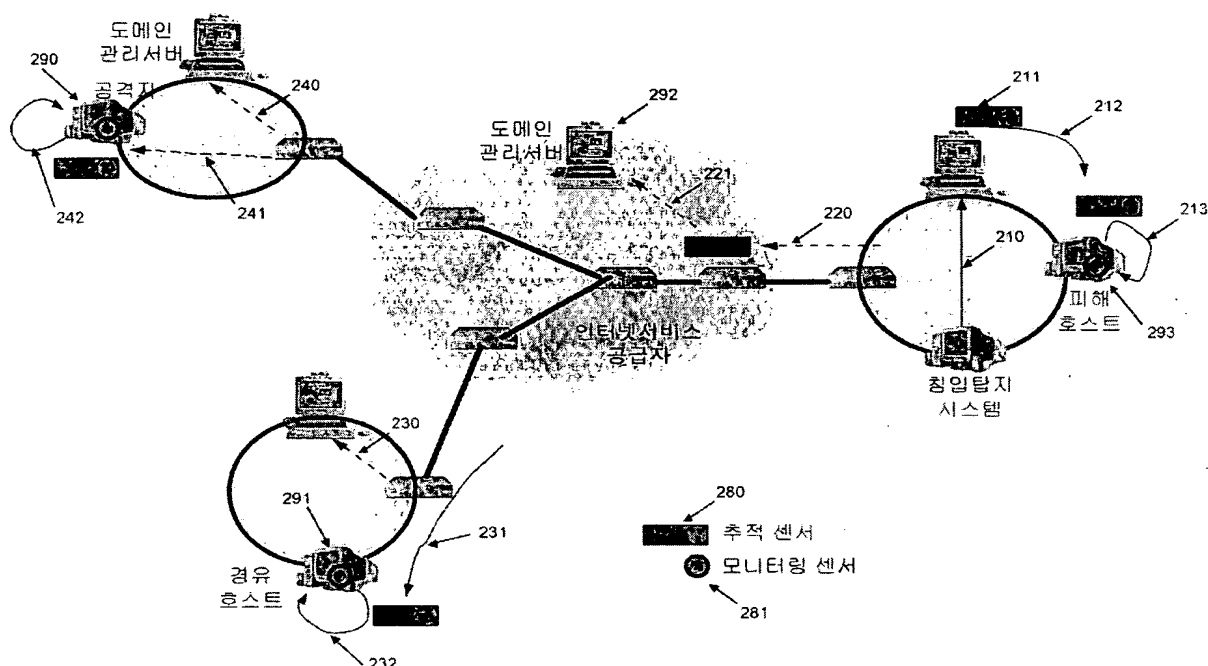 도메인
관리서버
290
공격자
240
242
241
292
도메인
관리서버
221
220
211
212
213
210
피해
호스트
293
침입탐지
시스템
인터넷서비스
공급자
230
291
231
경유
호스트
232
280
추적 센서
모니터링 센서
281